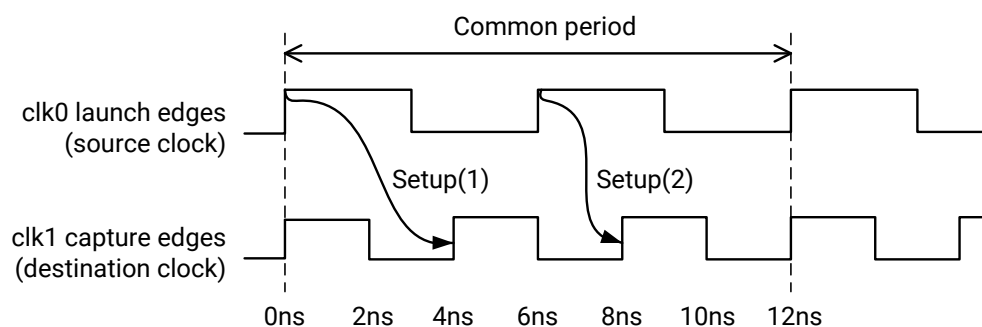 Common period
clk0 launch edges
(source clock)
Setup(1)
Setup(2)
clk1 capture edges
(destination clock)
0ns 2ns 4ns 6ns 8ns 10ns 12ns